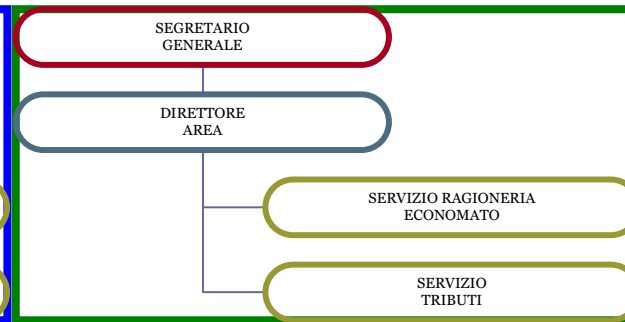 SEGRETARIO
GENERALE
DIRETTORE
AREA
SERVIZIO RAGIONERIA
ECONOMATO
SERVIZIO
TRIBUTI